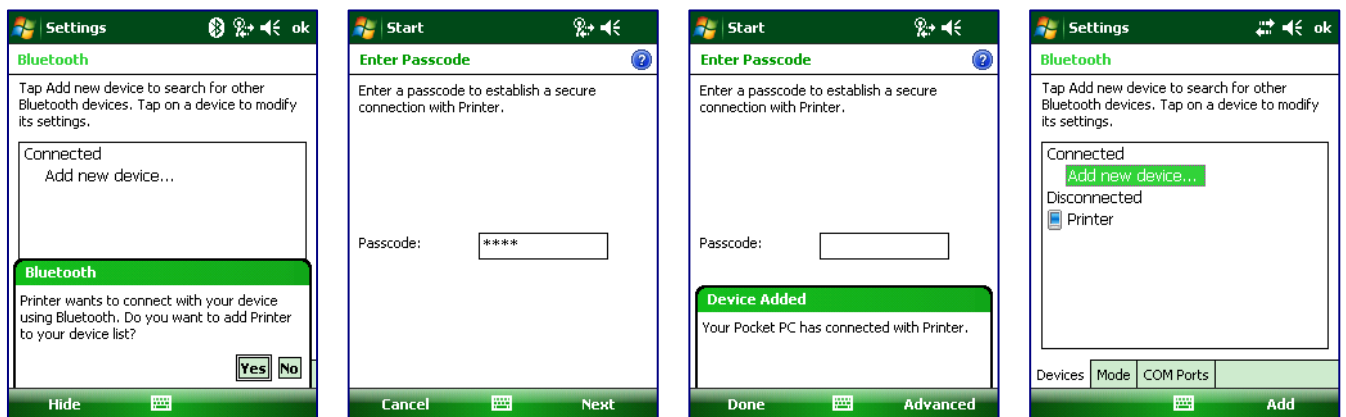 Settings ok
Bluetooth
Tap Add new device to search for other
Bluetooth devices. Tap on a device to modify
its settings.
Connected
Add new device...
Bluetooth
Printer wants to connect with your device
using Bluetooth. Do you want to add Printer
to your device list?
Yes No
Hide
Start
Enter Passcode ?
Enter a passcode to establish a secure
connection with Printer.
Passcode: ****
Cancel Next
Start
Enter Passcode ?
Enter a passcode to establish a secure
connection with Printer.
Passcode:
Device Added
Your Pocket PC has connected with Printer.
Done Advanced
Settings ok
Bluetooth
Tap Add new device to search for other
Bluetooth devices. Tap on a device to modify
its settings.
Connected
Add new device...
Disconnected
Printer
Devices Mode COM Ports
Add